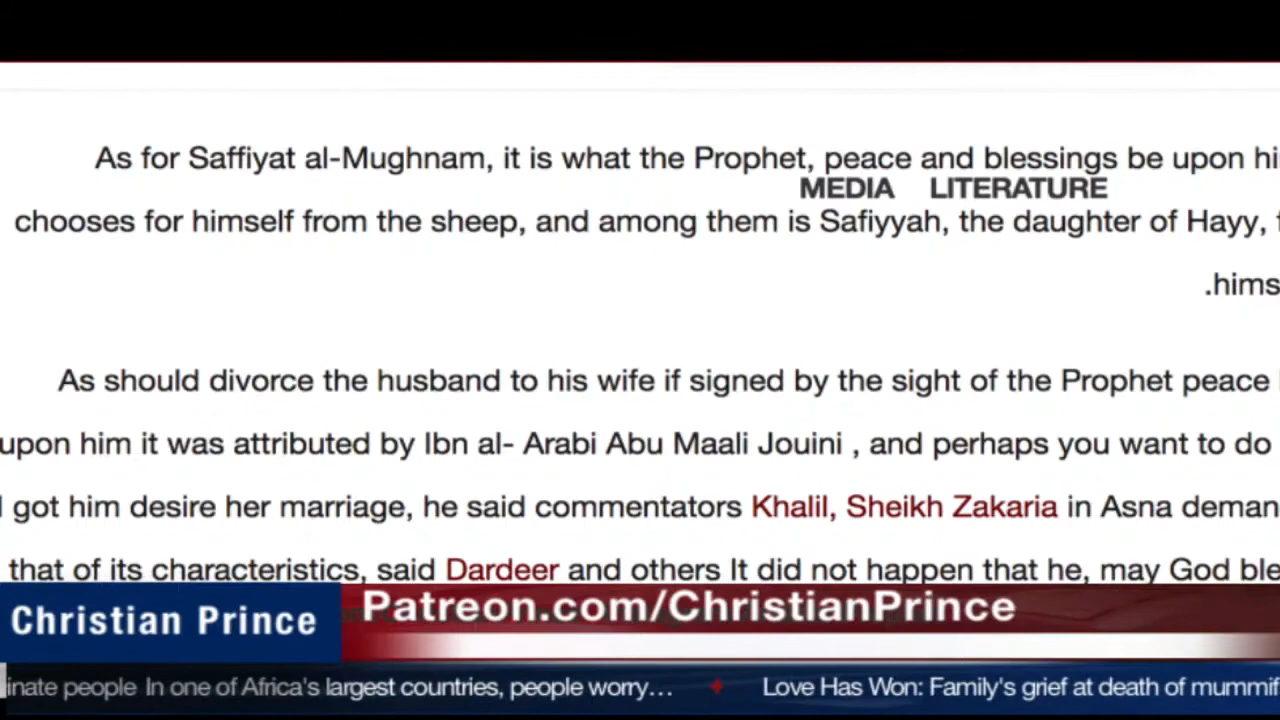 As for Saffiyat al-Mughnam, it is what the Prophet, peace and blessings be upon
MEDIA LITERATURE
chooses for himself from the sheep, and among them is Safiyyah, the daughter of Hayy,
.hims
As should divorce the husband to his wife if signed by the sight of the Prophet peace
upon him it was attributed by Ibn al- Arabi Abu Maali Jouini , and perhaps you want to do
got him desire her marriage, he said commentators Khalil, Sheikh Zakaria in Asna deman
that of its characteristics, said Dardeer and others It did not happen that he, may God ble
Christian Prince
Patreon.com/ChristianPrince
inate people In one of Africa's largest countries, people worry… Love Has Won: Family's grief at death of mummif